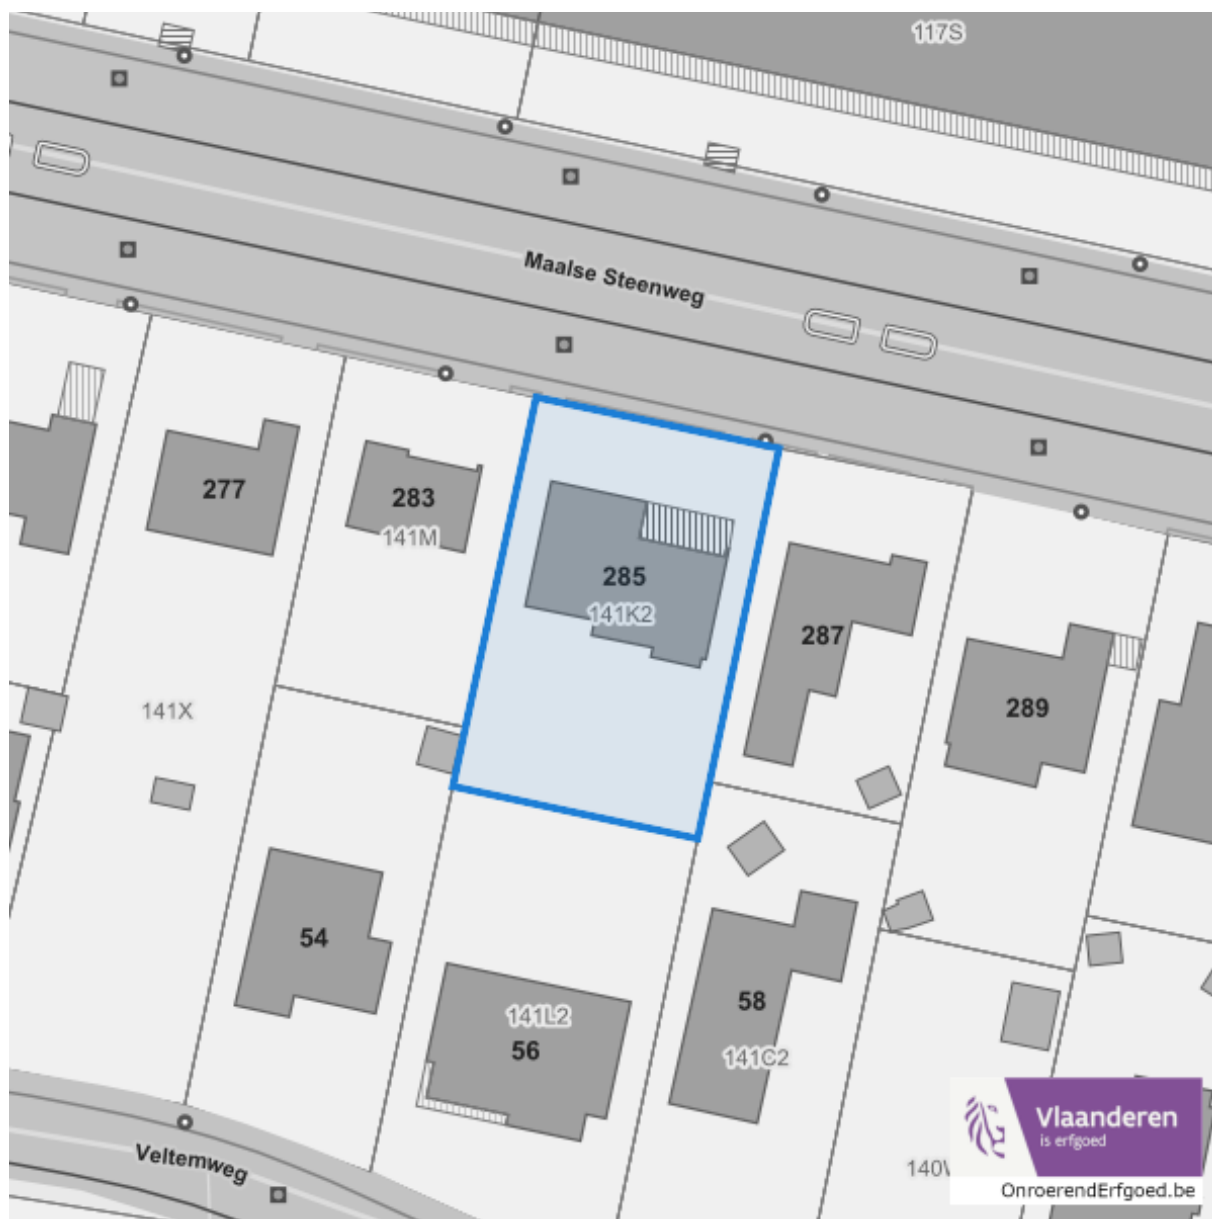 117S
Maalse Steenweg
277
283
141M
285
141K2
287
289
141X
54
141L2
56
58
141C2
Veltemweg
Vlaanderen
is erfgoed
OnroerendErfgoed.be